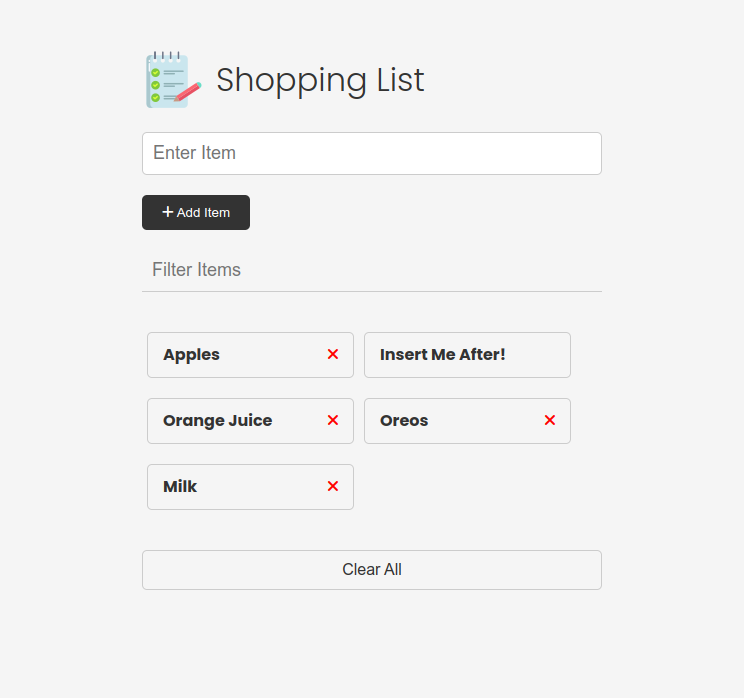 Shopping List
Enter Item
+ Add Item
Filter Items
Apples
Insert Me After!
Orange Juice
Oreos
Milk
Clear All